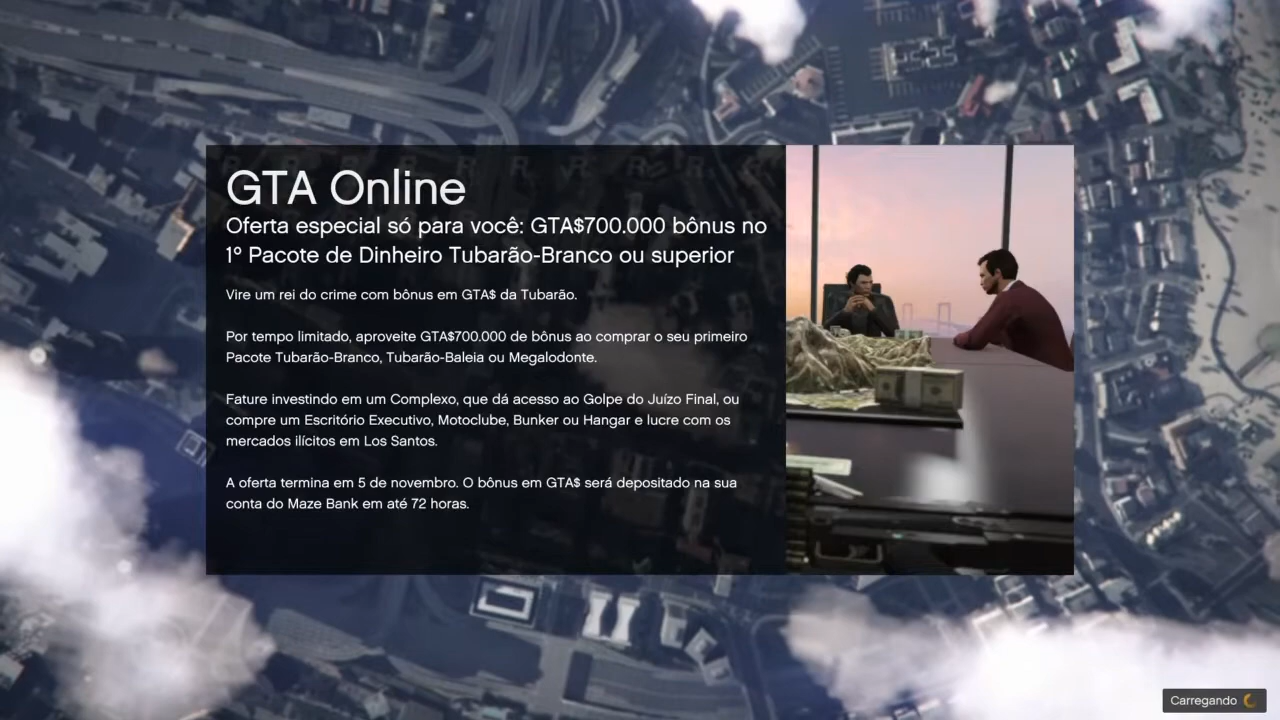 GTA Online
Oferta especial só para você: GTA$700.000 bônus no
1º Pacote de Dinheiro Tubarão-Branco ou superior
Vire um rei do crime com bônus em GTA$ da Tubarão.
Por tempo limitado, aproveite GTA$700.000 de bônus ao comprar o seu primeiro
Pacote Tubarão-Branco, Tubarão-Baleia ou Megalodonte.
Fature investindo em um Complexo, que dá acesso ao Golpe do Juízo Final, ou
compre um Escritório Executivo, Motoclube, Bunker ou Hangar e lucre com os
mercados ilícitos em Los Santos.
A oferta termina em 5 de novembro. O bônus em GTA$ será depositado na sua
conta do Maze Bank em até 72 horas.
Carregando